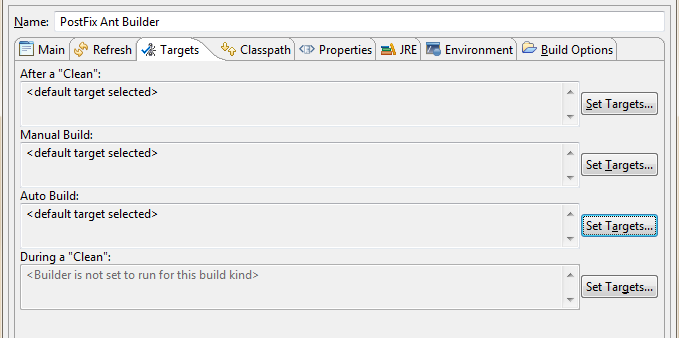 Name: PostFix Ant Builder
Main Refresh Targets Classpath Properties JRE Environment Build Options
After a "Clean":
<default target selected>
Set Targets...
Manual Build:
<default target selected>
Set Targets...
Auto Build:
<default target selected>
Set Targets...
During a "Clean":
<Builder is not set to run for this build kind>
Set Targets...